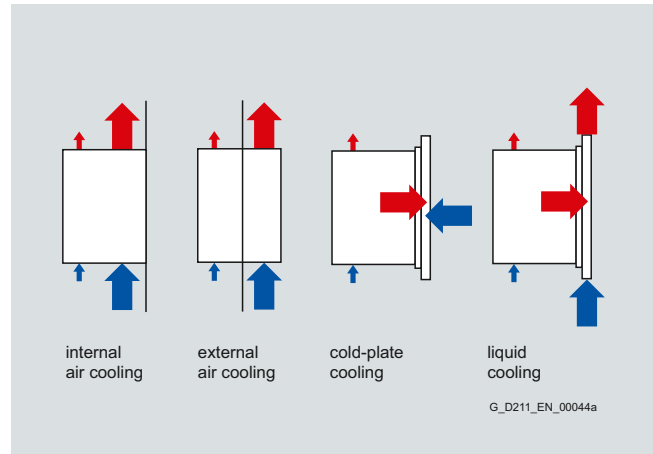 internal
air cooling
external
air cooling
cold-plate
cooling
liquid
cooling
G_D211_EN_00044a